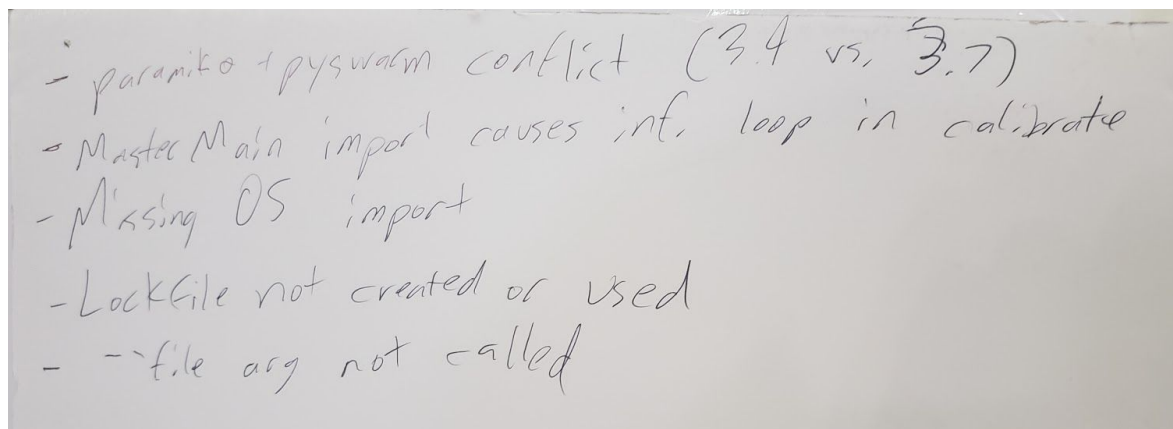 - paramiko + pyswarm conflict (3.4 vs. 3.7)
- MasterMain import causes inf. loop in calibrate
- Missing OS import
- Lockfile not created or used
- --file arg not called